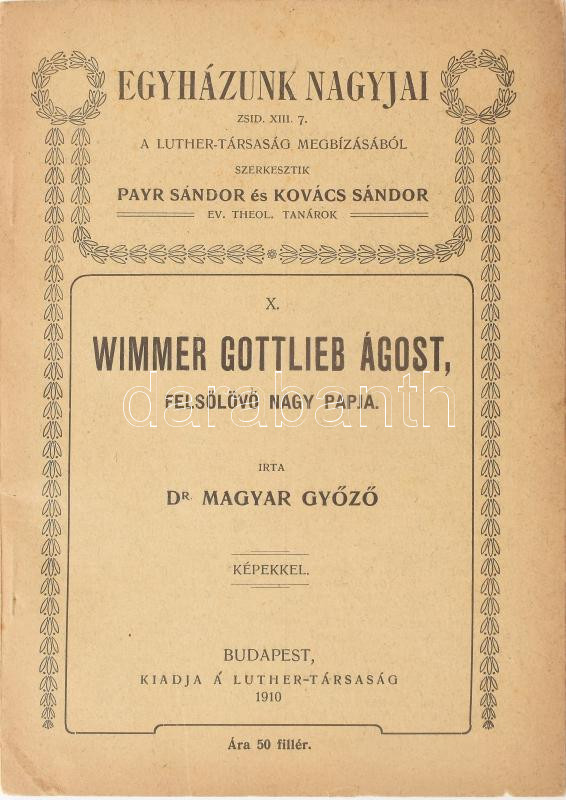 EGYHÁZUNK NAGYJAI
ZSID. XIII. 7.
A LUTHER-TÁRSASÁG MEGBÍZÁSÁBÓL
SZERKESZTIK
PAYR SÁNDOR és KOVÁCS SÁNDOR
EV. THEOL. TANÁROK
X.
WIMMER GOTTLIEB ÁGOST,
FELSŐLÖVŐ NAGY PAPJA.
darabanth
IRTA
DR. MAGYAR GYŐZŐ
KÉPEKKEL.
BUDAPEST,
KIADJA A LUTHER-TÁRSASÁG
1910
Ára 50 fillér.